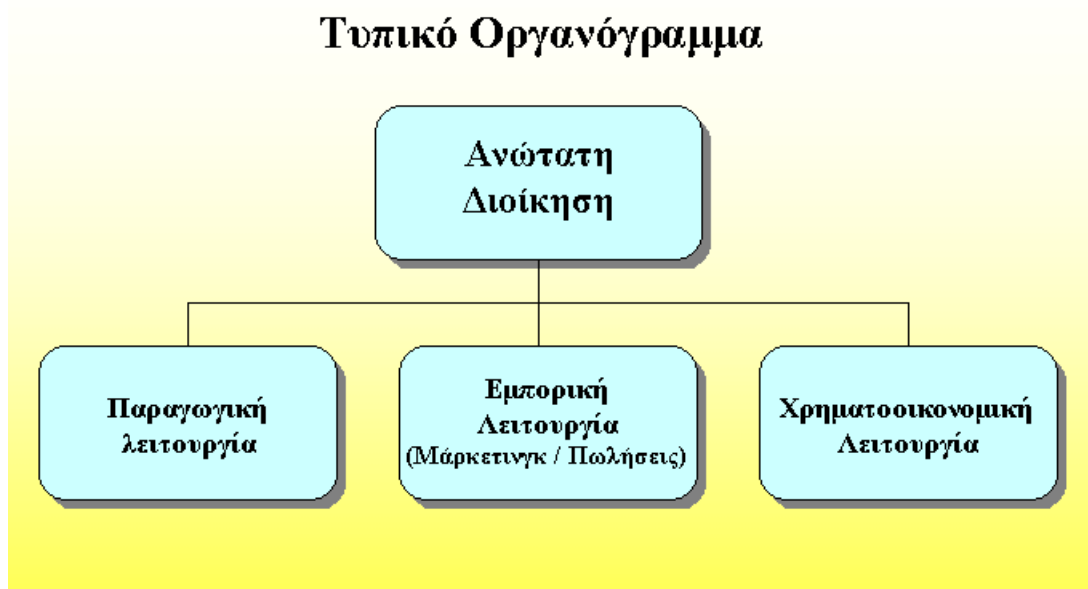 Τυπικό Οργανόγραμμα
Ανώτατη
Διοίκηση
Παραγωγική
λειτουργία
Εμπορική
Λειτουργία
(Μάρκετινγκ / Πωλήσεις)
Χρηματοοικονομική
Λειτουργία